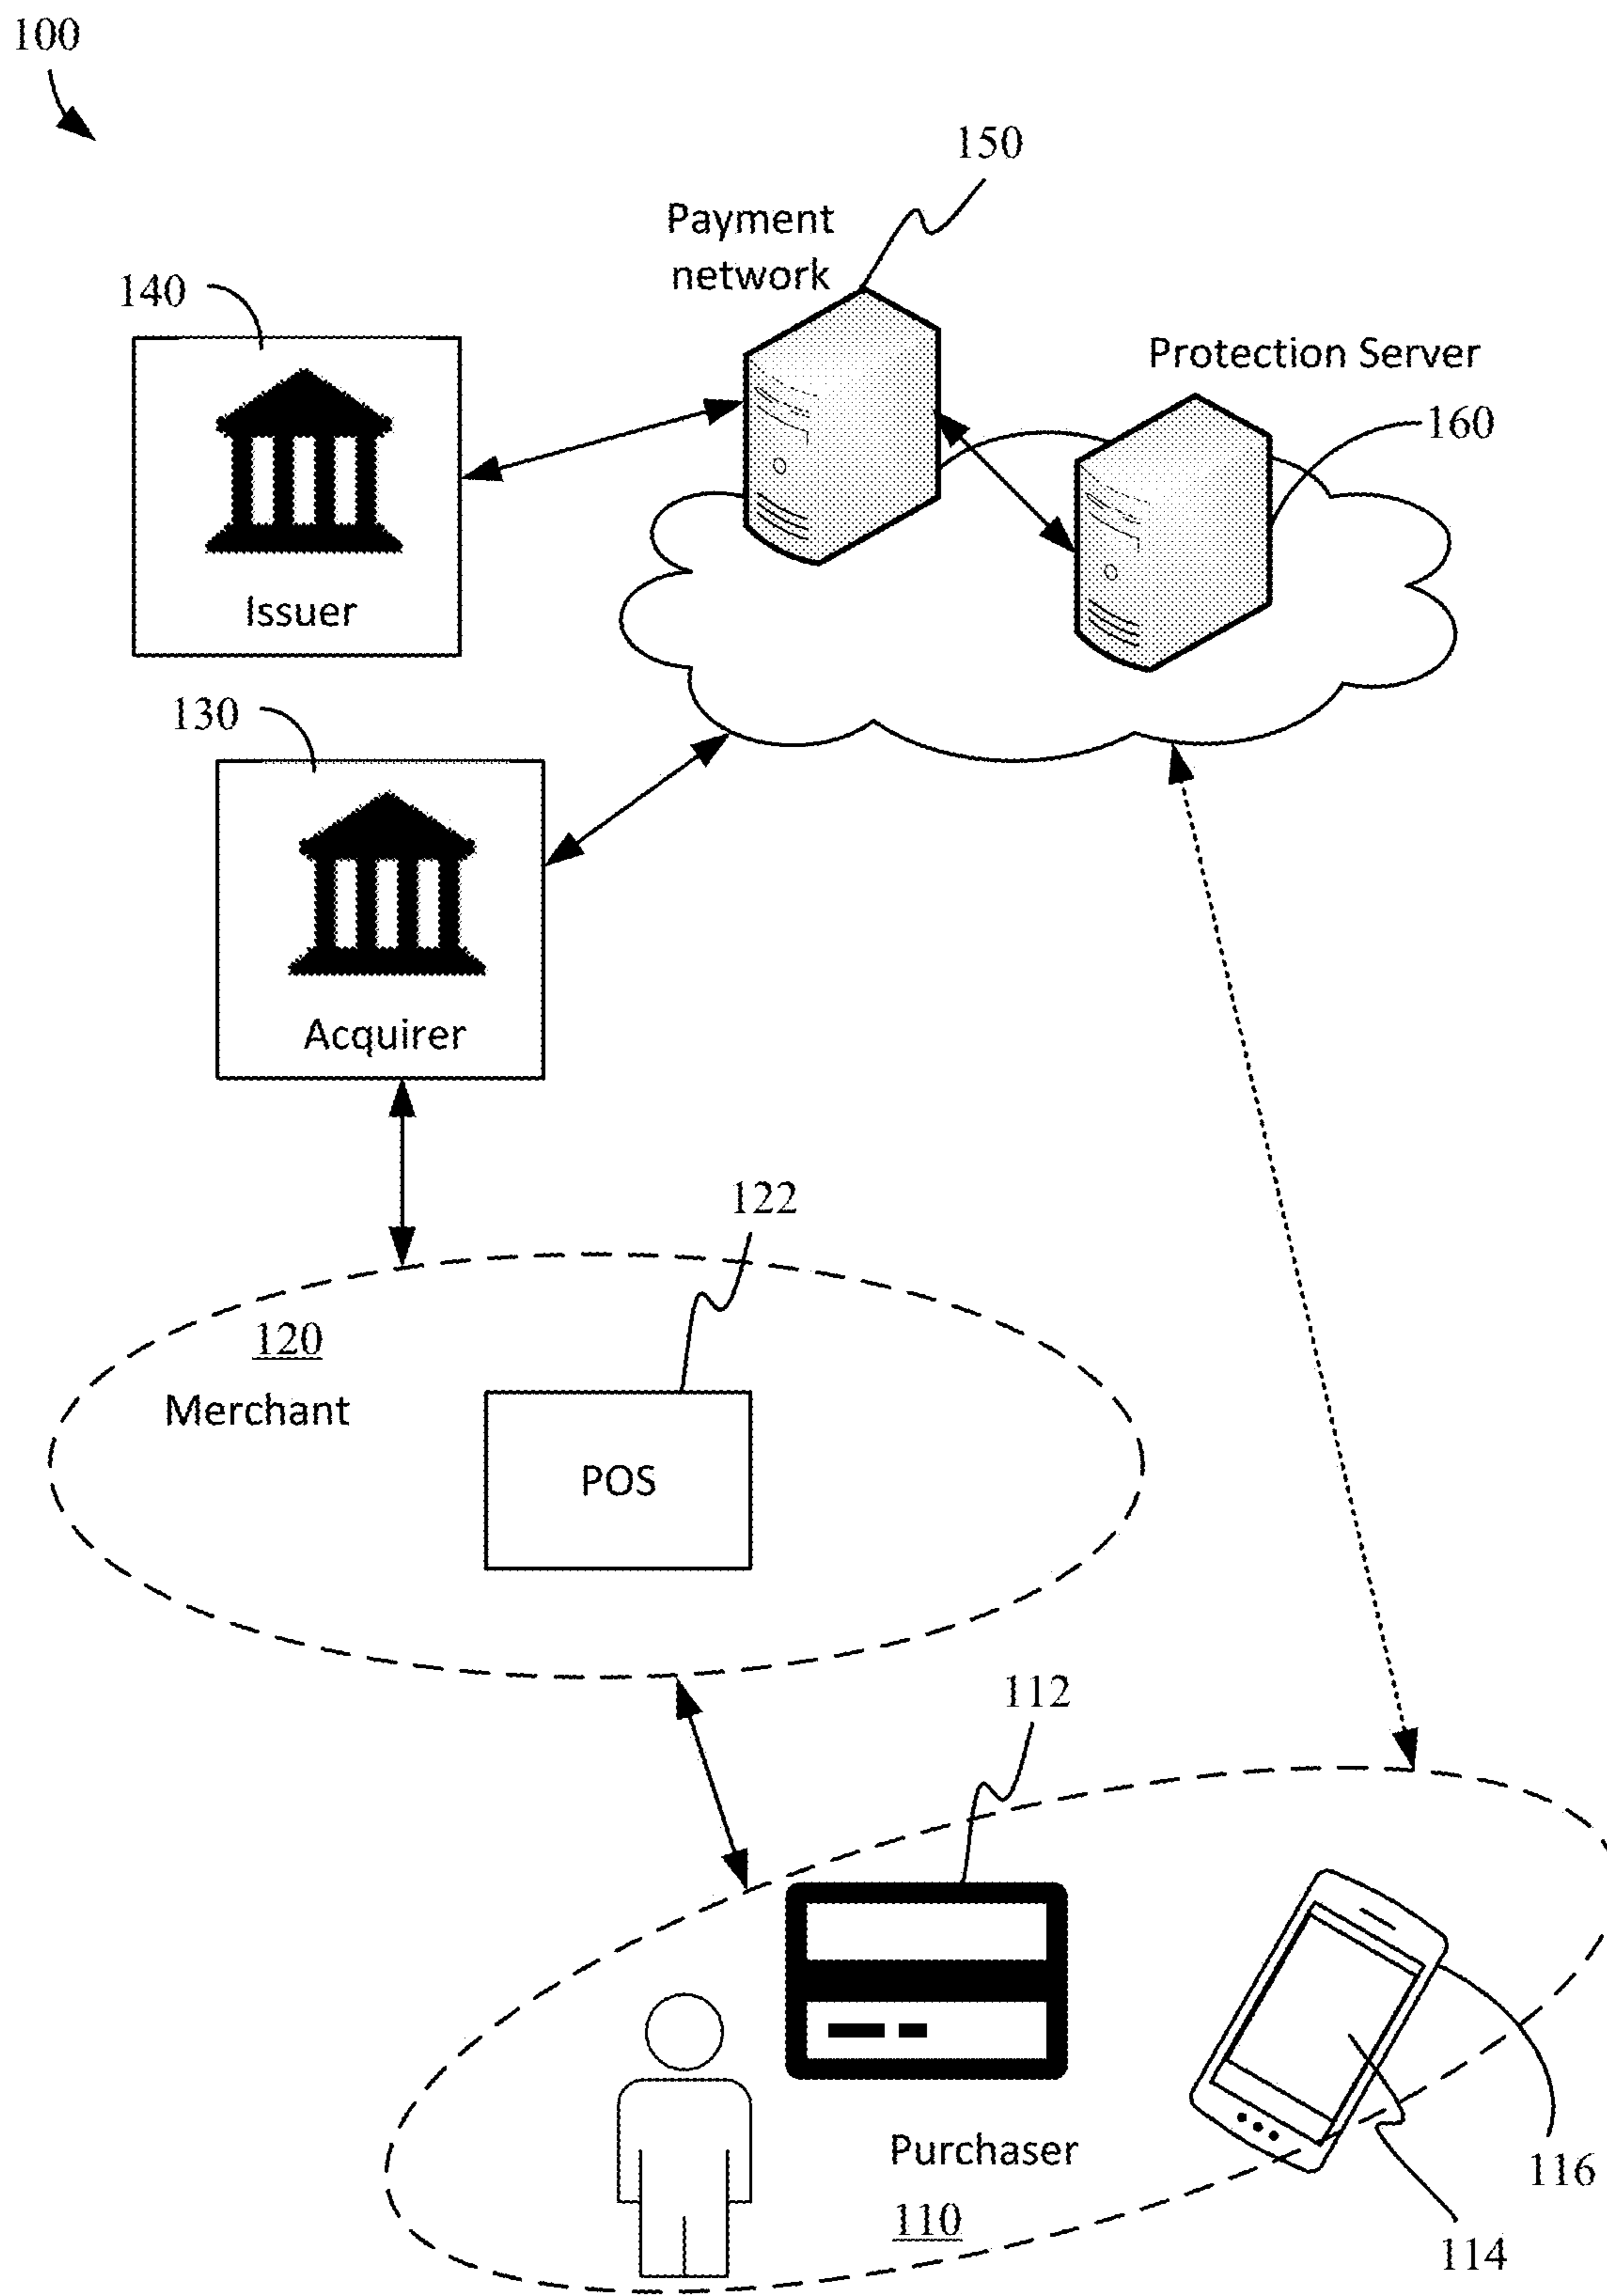 100
150
Payment
network
140
Protection Server
160
Issuer
130
Acquirer
122
120
Merchant
POS
112
Purchaser
110
116
114